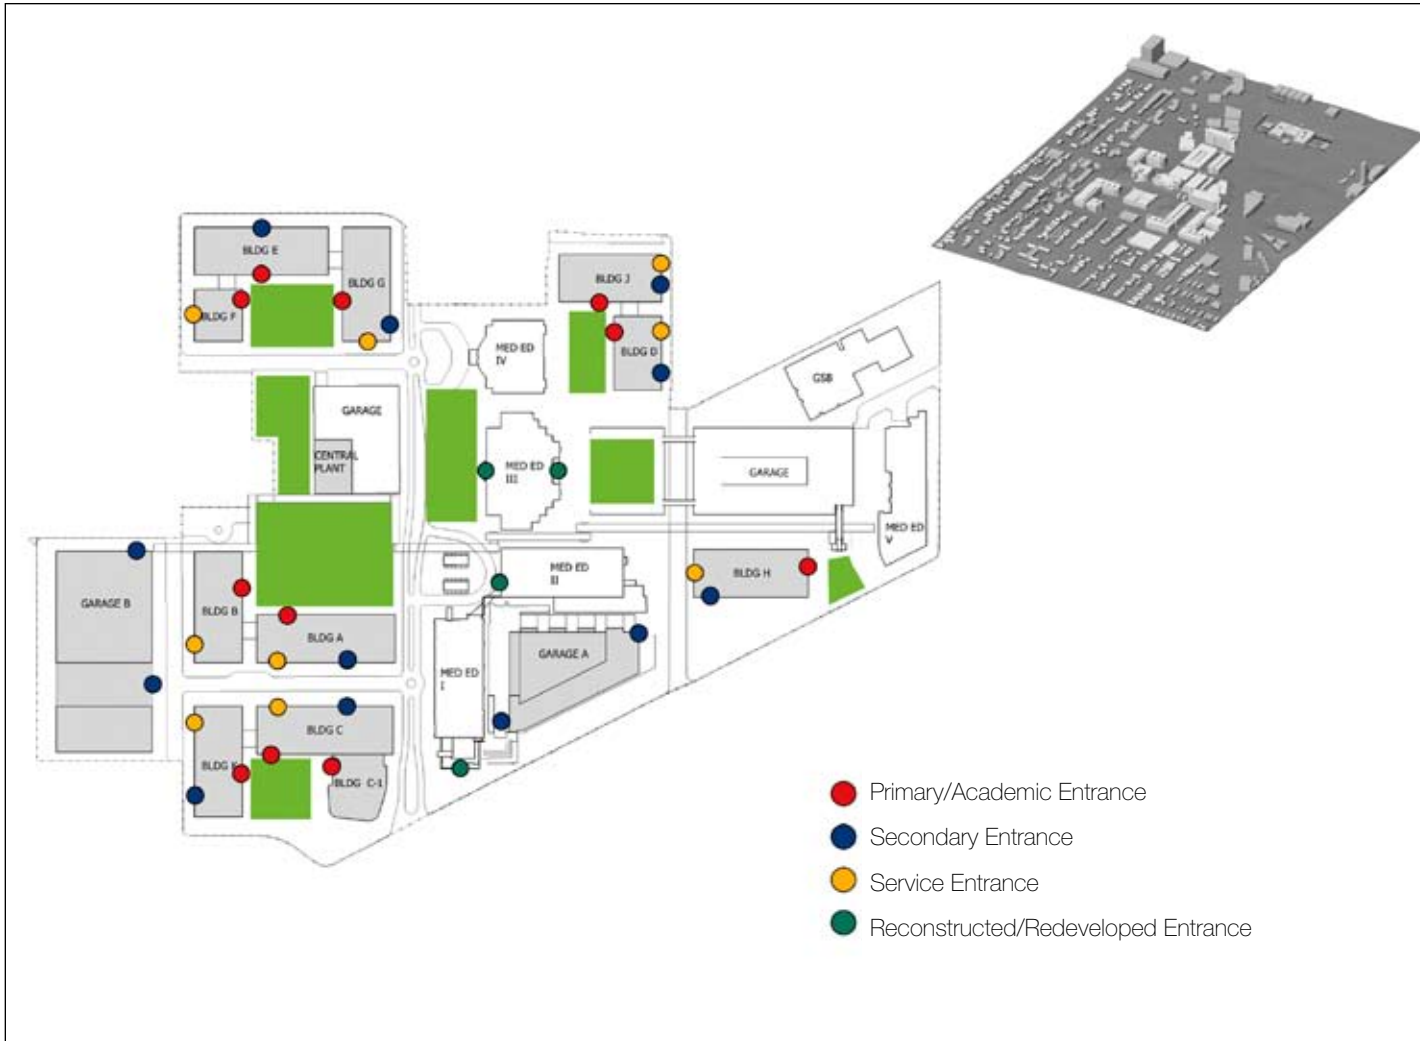 BLDG E
BLDG G
BLDG F
BLDG J
BLDG D
MED ED
IV
GSB
GARAGE
CENTRAL
PLANT
MED ED
III
GARAGE
MED ED
V
MED ED
II
BLDG H
GARAGE B
BLDG B
BLDG A
MED ED
I
GARAGE A
BLDG C
BLDG K
BLDG C-1
Primary/Academic Entrance
Secondary Entrance
Service Entrance
Reconstructed/Redeveloped Entrance